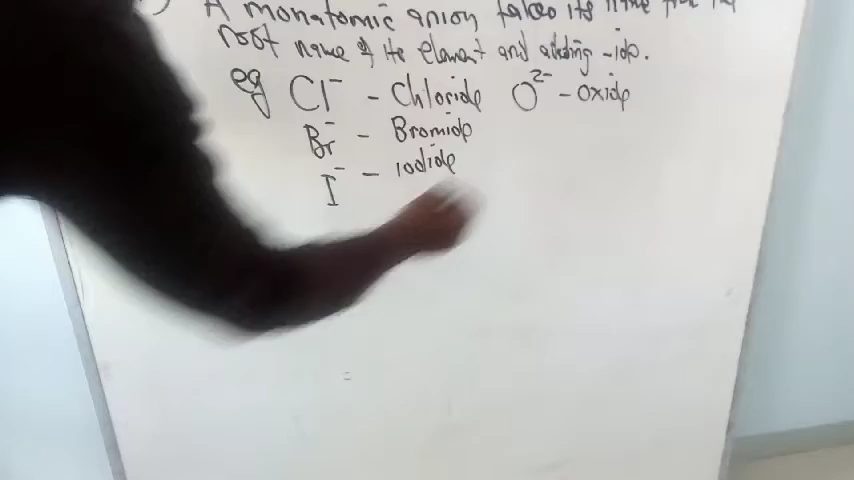 ) A monatomic anion takes its name from the
root name of its element and adding -ide.
eg Cl⁻ - Chloride O²⁻ - Oxide
Br⁻ - Bromide
I⁻ - iodide